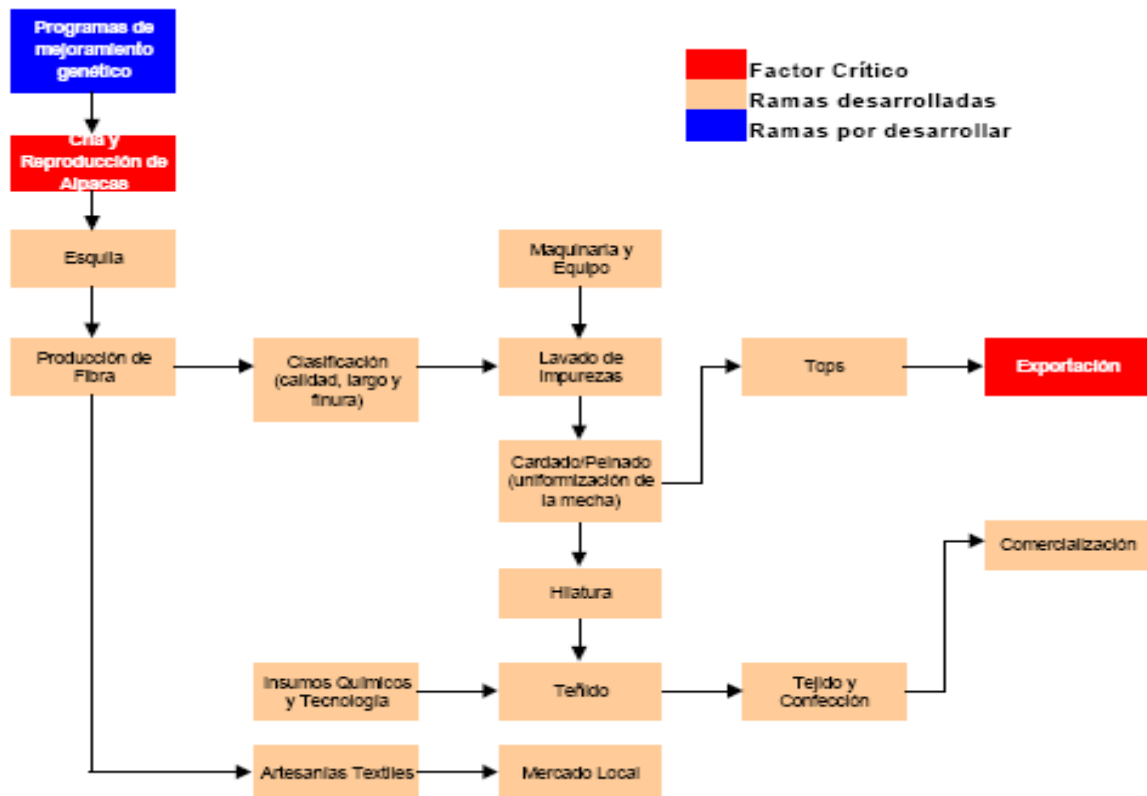 Programas de
mejoramiento
genético
Factor Crítico
Ramas desarrolladas
Ramas por desarrollar
Cría y
Reproducción de
Alpacas
Esquila
Maquinaria y
Equipo
Producción de
Fibra
Clasificación
(calidad, largo y
finura)
Lavado de
Impurezas
Tops
Exportación
Cardado/Peinado
(uniformización de
la mecha)
Comercialización
Hilatura
Insumos Químicos
y Tecnología
Teñido
Tejido y
Confección
Artesanías Textiles
Mercado Local